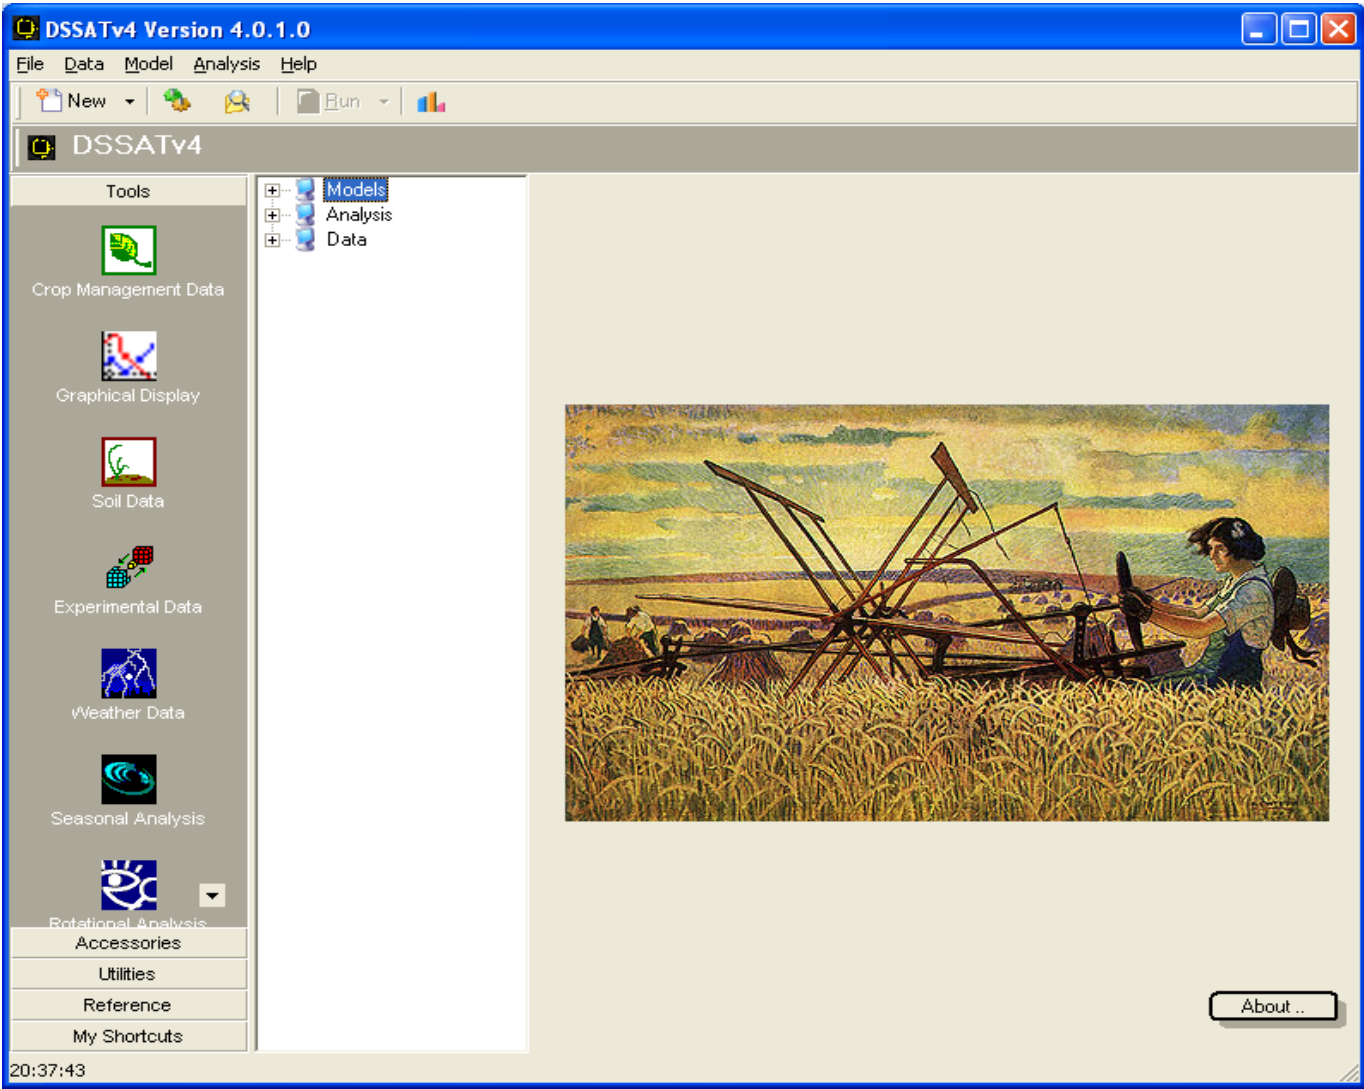 DSSATv4 Version 4.0.1.0
File Data Model Analysis Help
New Run
DSSATv4
Tools
Crop Management Data
Graphical Display
Soil Data
Experimental Data
Weather Data
Seasonal Analysis
Rotational Analysis
Accessories
Utilities
Reference
My Shortcuts
Models
Analysis
Data
About ..
20:37:43